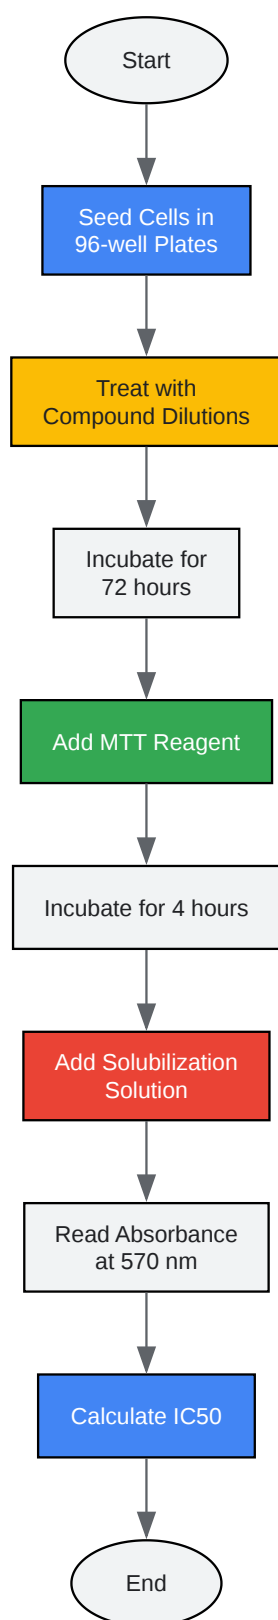 Start
Seed Cells in
96-well Plates
Treat with
Compound Dilutions
Incubate for
72 hours
Add MTT Reagent
Incubate for 4 hours
Add Solubilization
Solution
Read Absorbance
at 570 nm
Calculate IC50
End